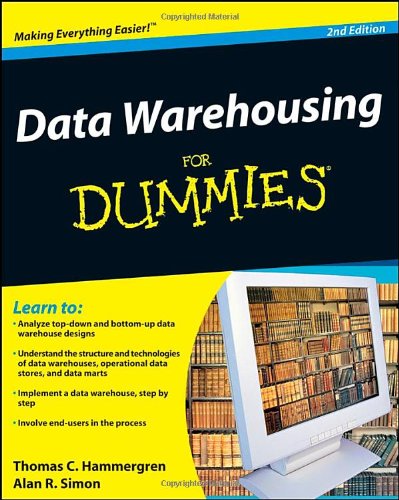 Copyrighted Material
Making Everything Easier!™
2nd Edition
Data Warehousing
FOR
DUMMIES®
Learn to:
• Analyze top-down and bottom-up data
warehouse designs
• Understand the structure and technologies
of data warehouses, operational data
stores, and data marts
• Implement a data warehouse, step by
step
• Involve end-users in the process
Thomas C. Hammergren
Alan R. Simon
Copyrighted Material